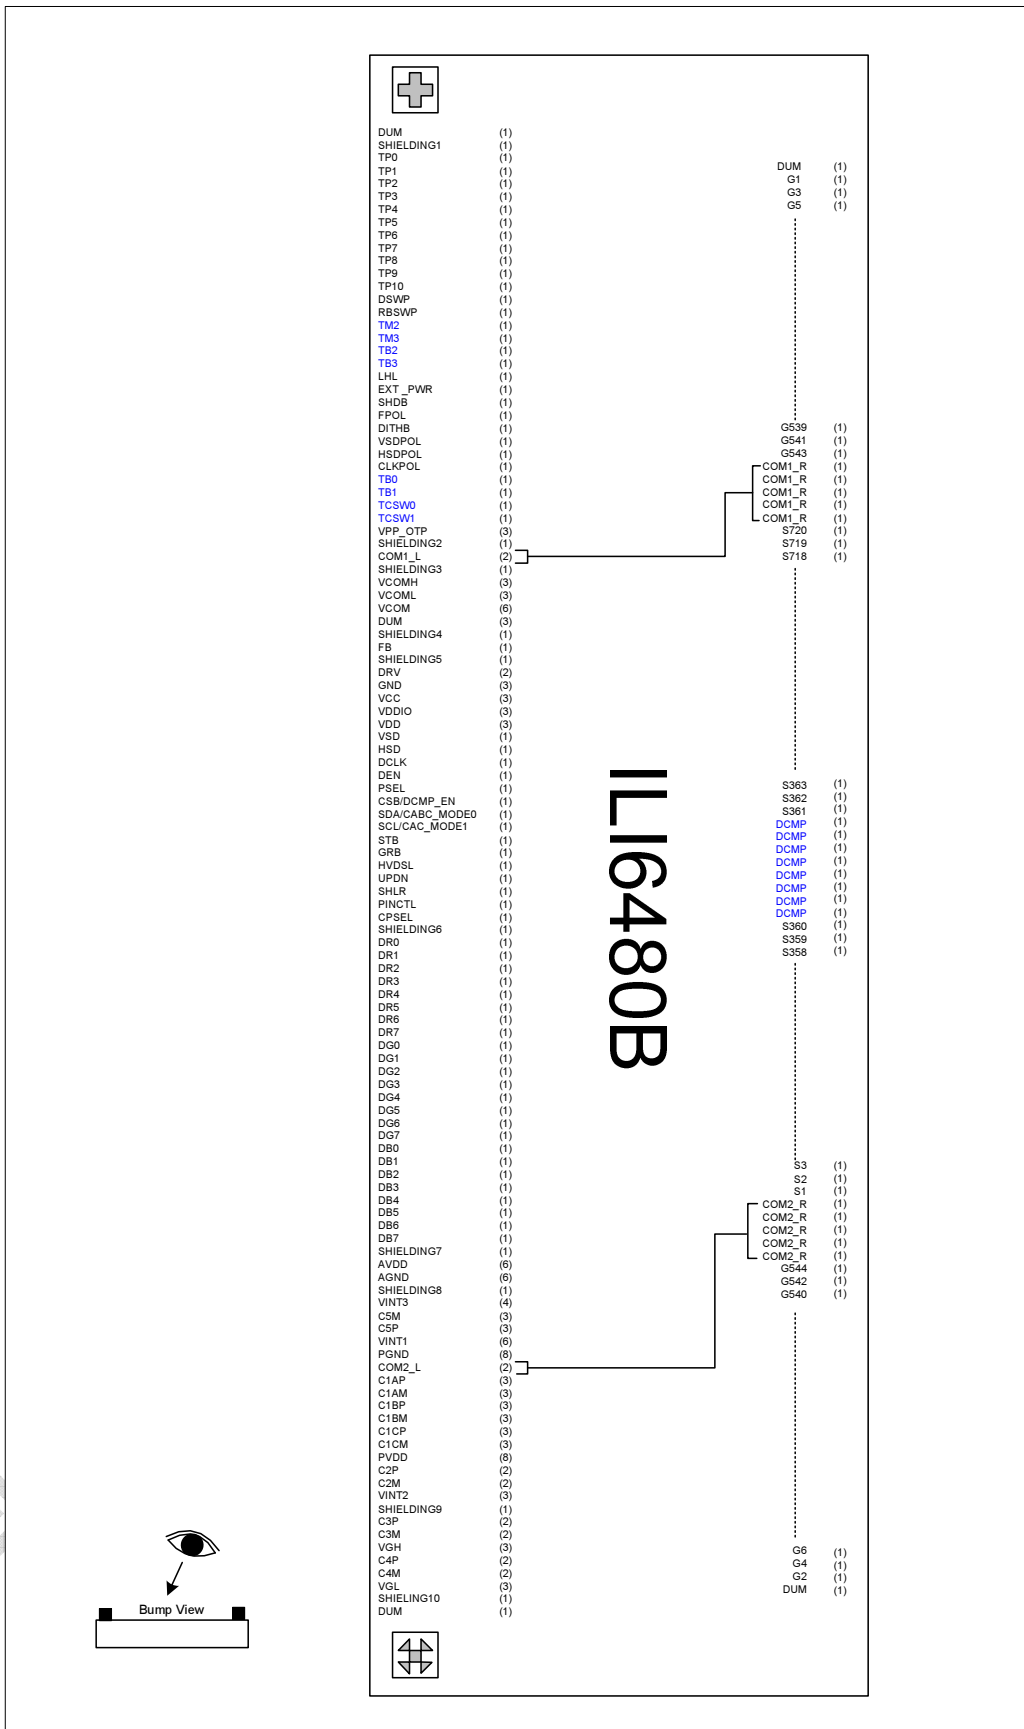 DUM (1)
SHIELDING1 (1)
TP0 (1)
TP1 (1)
TP2 (1)
TP3 (1)
TP4 (1)
TP5 (1)
TP6 (1)
TP7 (1)
TP8 (1)
TP9 (1)
TP10 (1)
DSWP (1)
RBSWP (1)
TM2 (1)
TM3 (1)
TB2 (1)
TB3 (1)
LHL (1)
EXT_PWR (1)
SHDB (1)
FPOL (1)
DITHB (1)
VSDPOL (1)
HSDPOL (1)
CLKPOL (1)
TB0 (1)
TB1 (1)
TCSW0 (1)
TCSW1 (1)
VPP_OTP (3)
SHIELDING2 (1)
COM1_L (2)
SHIELDING3 (1)
VCOMH (3)
VCOML (3)
VCOM (6)
DUM (3)
SHIELDING4 (1)
FB (1)
SHIELDING5 (1)
DRV (2)
GND (3)
VCC (3)
VDDIO (3)
VDD (3)
VSD (1)
HSD (1)
DCLK (1)
DEN (1)
PSEL (1)
CSB/DCMP_EN (1)
SDA/CABC_MODE0 (1)
SCL/CAC_MODE1 (1)
STB (1)
GRB (1)
HVDSL (1)
UPDN (1)
SHLR (1)
PINCTL (1)
CPSEL (1)
SHIELDING6 (1)
DR0 (1)
DR1 (1)
DR2 (1)
DR3 (1)
DR4 (1)
DR5 (1)
DR6 (1)
DR7 (1)
DG0 (1)
DG1 (1)
DG2 (1)
DG3 (1)
DG4 (1)
DG5 (1)
DG6 (1)
DG7 (1)
DB0 (1)
DB1 (1)
DB2 (1)
DB3 (1)
DB4 (1)
DB5 (1)
DB6 (1)
DB7 (1)
SHIELDING7 (1)
AVDD (6)
AGND (6)
SHIELDING8 (1)
VINT3 (4)
C5M (3)
C5P (3)
VINT1 (6)
PGND (8)
COM2_L (2)
C1AP (3)
C1AM (3)
C1BP (3)
C1BM (3)
C1CP (3)
C1CM (3)
PVDD (8)
C2P (2)
C2M (2)
VINT2 (3)
SHIELDING9 (1)
C3P (2)
C3M (2)
VGH (3)
C4P (2)
C4M (2)
VGL (3)
SHIELING10 (1)
DUM (1)
ILI6480B
DUM (1)
G1 (1)
G3 (1)
G5 (1)
G539 (1)
G541 (1)
G543 (1)
COM1_R (1)
COM1_R (1)
COM1_R (1)
COM1_R (1)
COM1_R (1)
S720 (1)
S719 (1)
S718 (1)
S363 (1)
S362 (1)
S361 (1)
DCMP (1)
DCMP (1)
DCMP (1)
DCMP (1)
DCMP (1)
DCMP (1)
DCMP (1)
DCMP (1)
S360 (1)
S359 (1)
S358 (1)
S3 (1)
S2 (1)
S1 (1)
COM2_R (1)
COM2_R (1)
COM2_R (1)
COM2_R (1)
COM2_R (1)
G544 (1)
G542 (1)
G540 (1)
G6 (1)
G4 (1)
G2 (1)
DUM (1)
Bump View